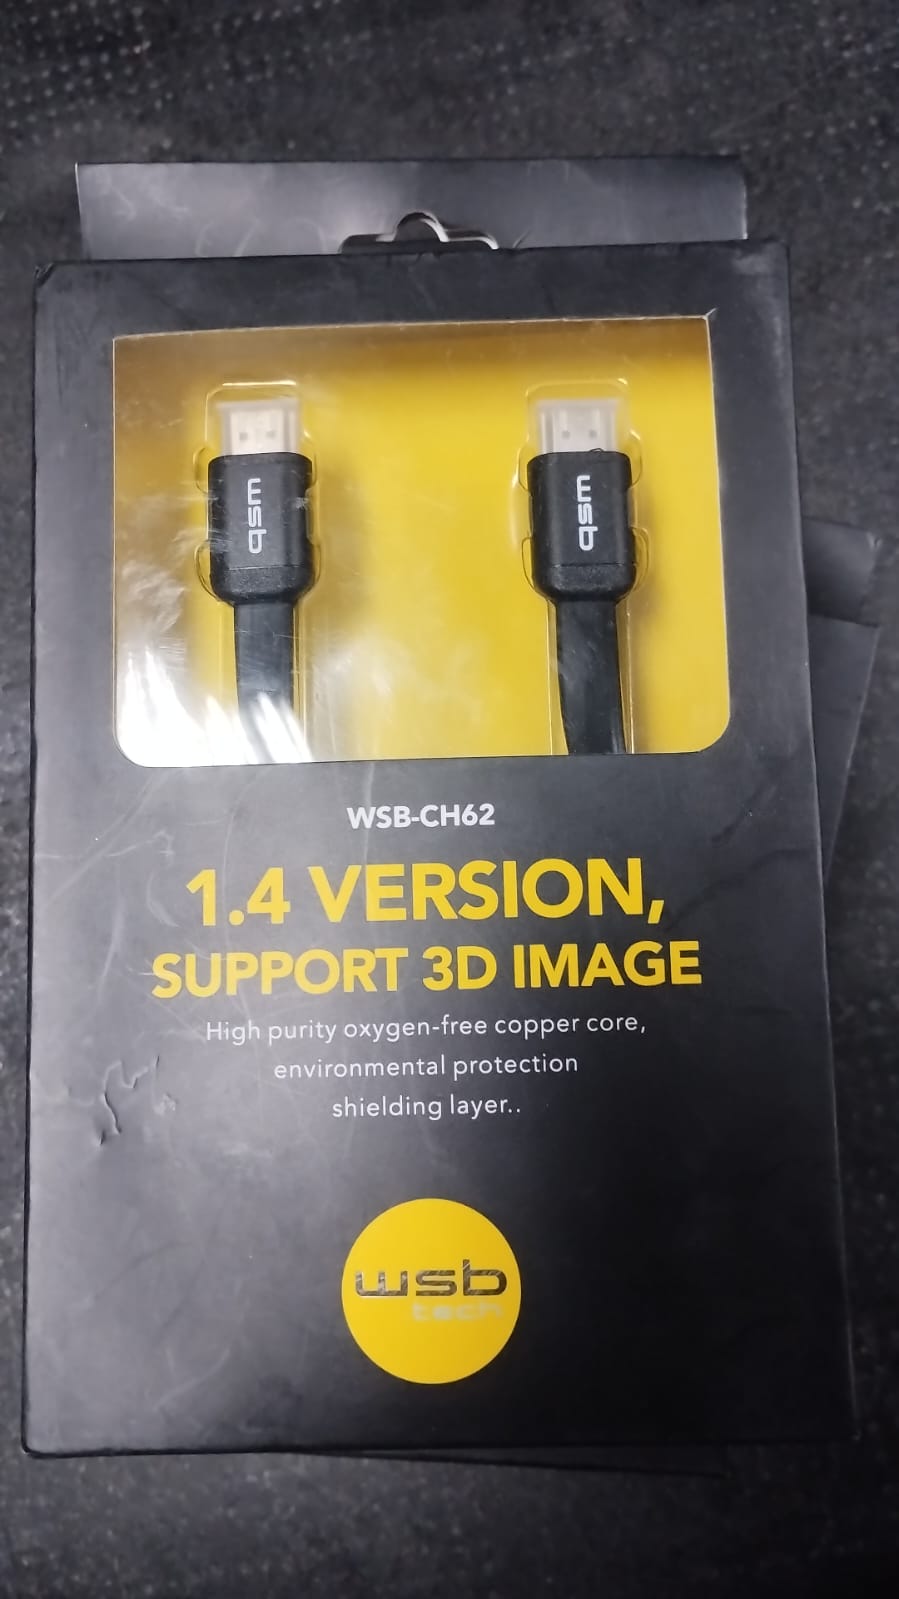 wsb
wsb
WSB-CH62
1.4 VERSION,
SUPPORT 3D IMAGE
High purity oxygen-free copper core,
environmental protection
shielding layer..
wsb
tech